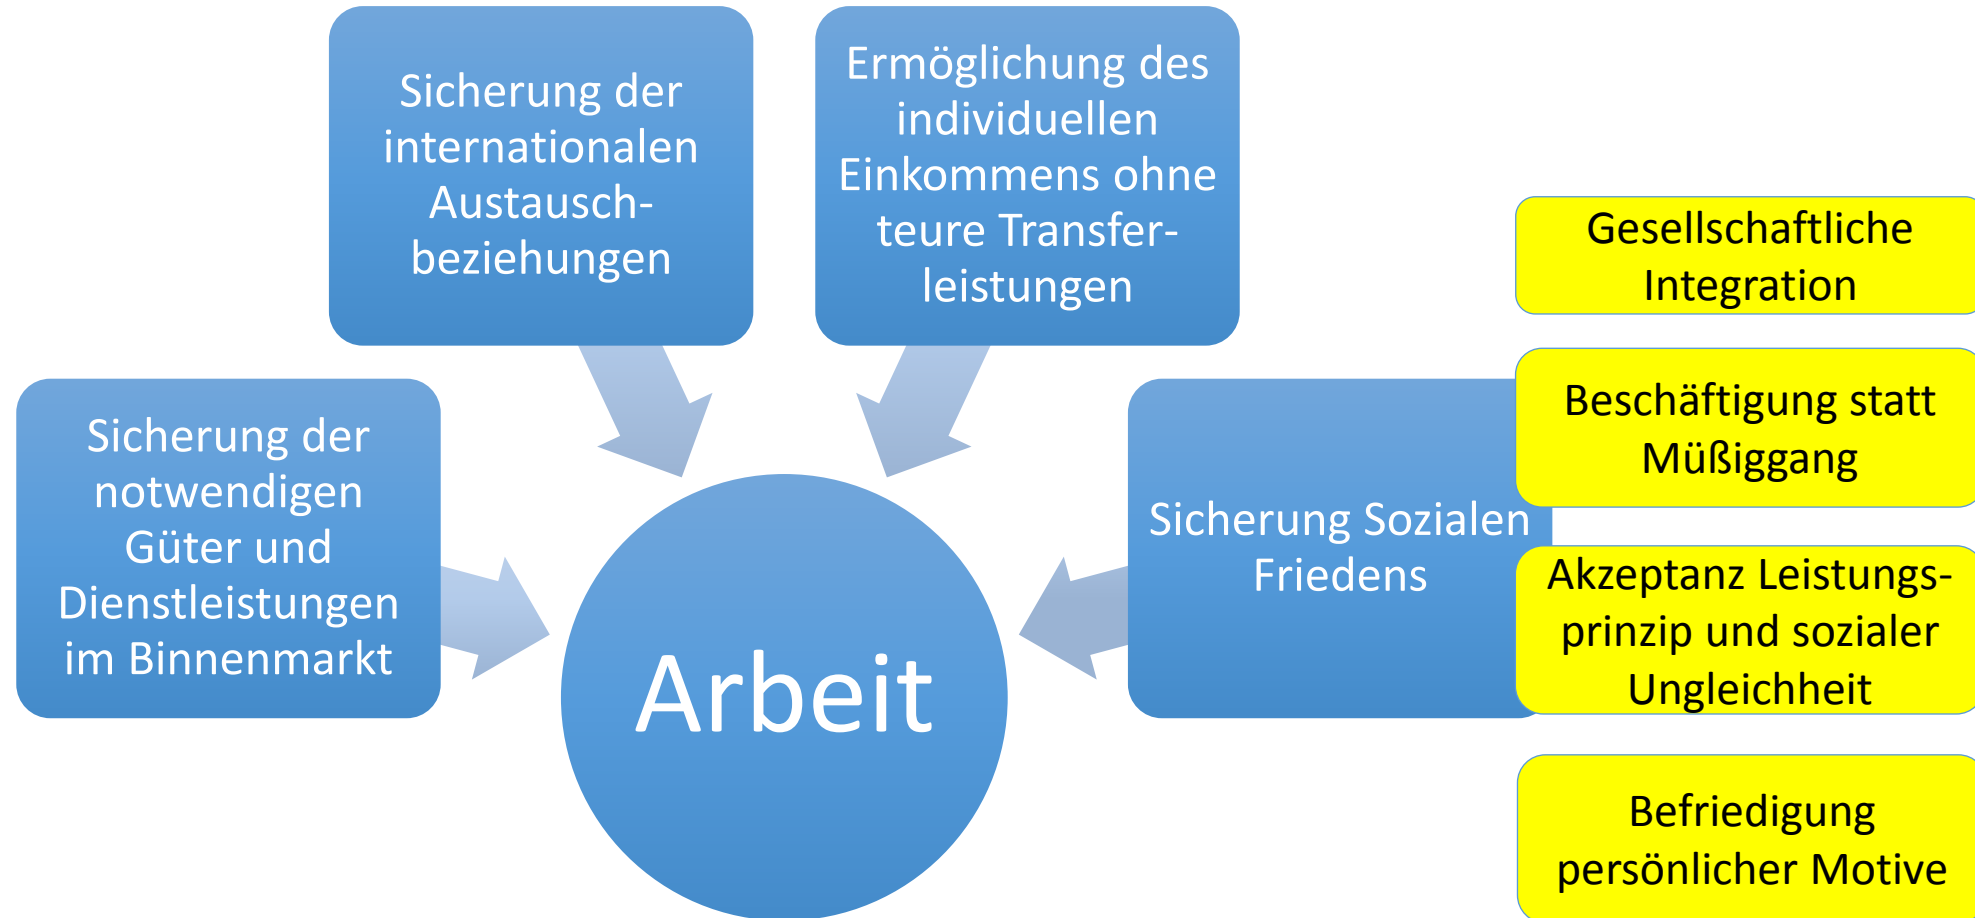 Sicherung der
internationalen
Austausch-
beziehungen
Ermöglichung des
individuellen
Einkommens ohne
teure Transfer-
leistungen
Gesellschaftliche
Integration
Beschäftigung statt
Müßiggang
Sicherung der
notwendigen
Güter und
Dienstleistungen
im Binnenmarkt
Sicherung Sozialen
Friedens
Akzeptanz Leistungs-
prinzip und sozialer
Ungleichheit
Arbeit
Befriedigung
persönlicher Motive